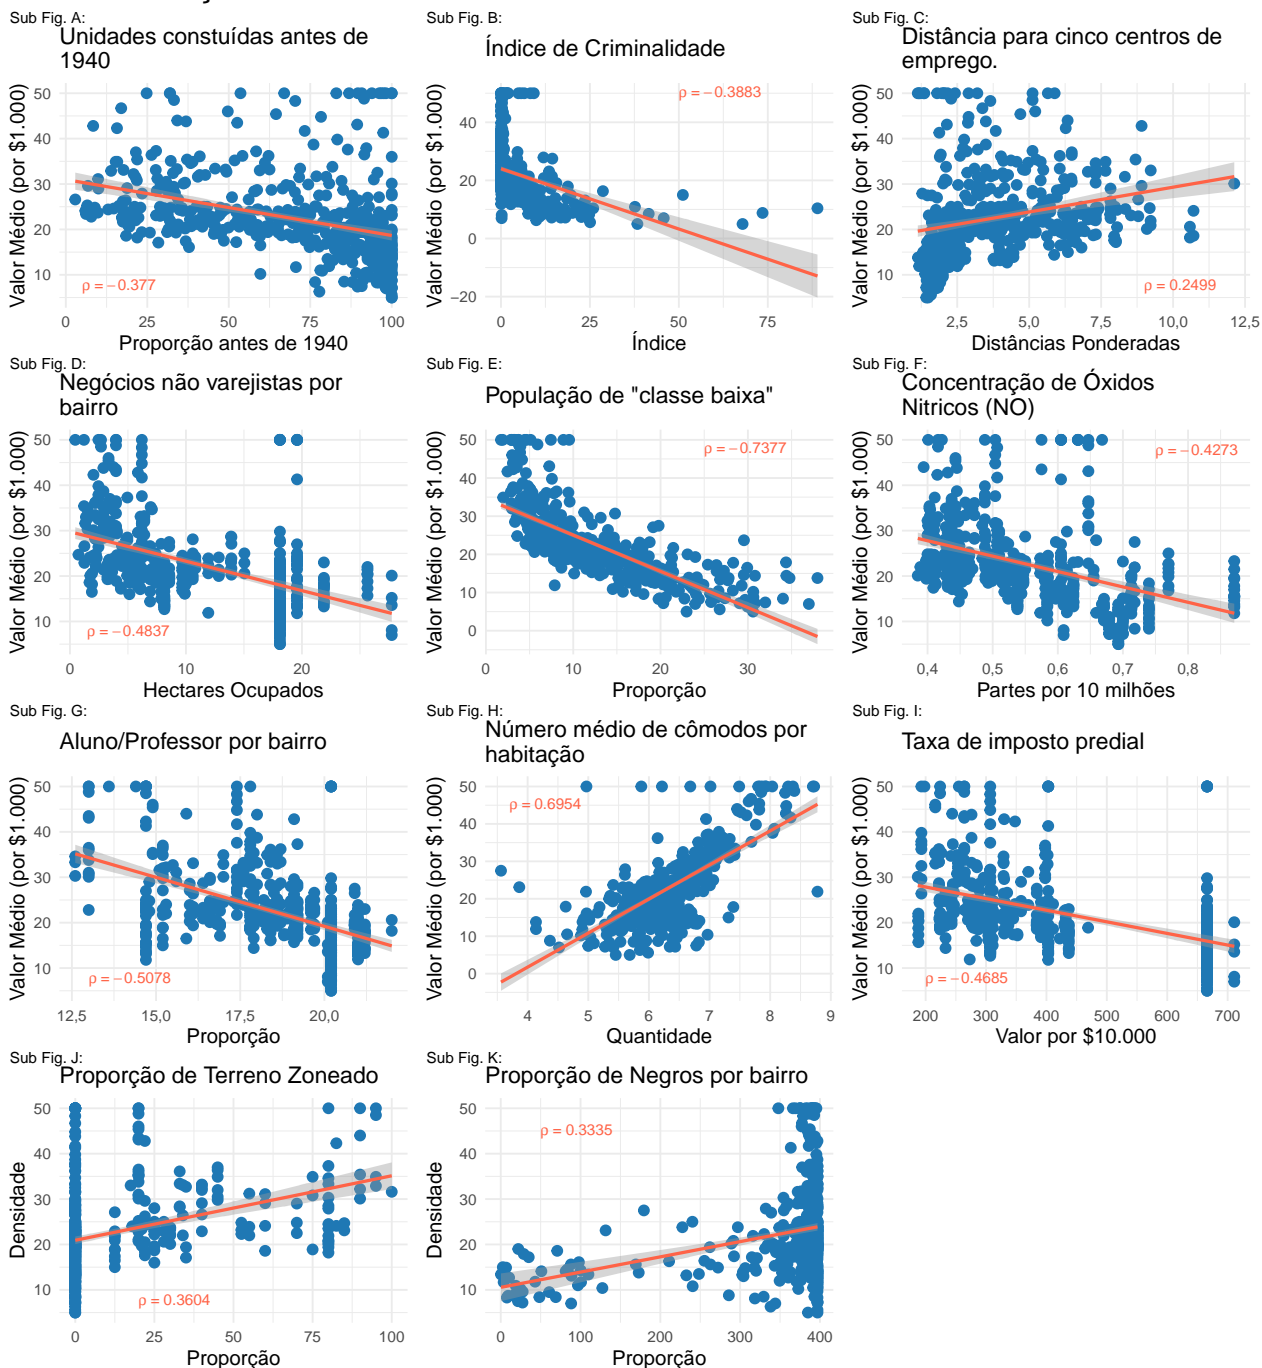 Sub Fig. A:
Unidades constuídas antes de
1940
Valor Médio (por $1.000)
50
40
30
20
10
ρ = −0.377
0 25 50 75 100
Proporção antes de 1940
Sub Fig. B:
Índice de Criminalidade
Valor Médio (por $1.000)
40
20
0
−20
ρ = −0.3883
0 25 50 75
Índice
Sub Fig. C:
Distância para cinco centros de
emprego.
Valor Médio (por $1.000)
50
40
30
20
10
ρ = 0.2499
2,5 5,0 7,5 10,0 12,5
Distâncias Ponderadas
Sub Fig. D:
Negócios não varejistas por
bairro
Valor Médio (por $1.000)
50
40
30
20
10
ρ = −0.4837
0 10 20
Hectares Ocupados
Sub Fig. E:
População de "classe baixa"
Valor Médio (por $1.000)
50
40
30
20
10
0
ρ = −0.7377
0 10 20 30
Proporção
Sub Fig. F:
Concentração de Óxidos
Nitricos (NO)
Valor Médio (por $1.000)
50
40
30
20
10
ρ = −0.4273
0,4 0,5 0,6 0,7 0,8
Partes por 10 milhões
Sub Fig. G:
Aluno/Professor por bairro
Valor Médio (por $1.000)
50
40
30
20
10
ρ = −0.5078
12,5 15,0 17,5 20,0
Proporção
Sub Fig. H:
Número médio de cômodos por
habitação
Valor Médio (por $1.000)
50
40
30
20
10
0
ρ = 0.6954
4 5 6 7 8 9
Quantidade
Sub Fig. I:
Taxa de imposto predial
Valor Médio (por $1.000)
50
40
30
20
10
ρ = −0.4685
200 300 400 500 600 700
Valor por $10.000
Sub Fig. J:
Proporção de Terreno Zoneado
Densidade
50
40
30
20
10
ρ = 0.3604
0 25 50 75 100
Proporção
Sub Fig. K:
Proporção de Negros por bairro
Densidade
50
40
30
20
10
ρ = 0.3335
0 100 200 300 400
Proporção